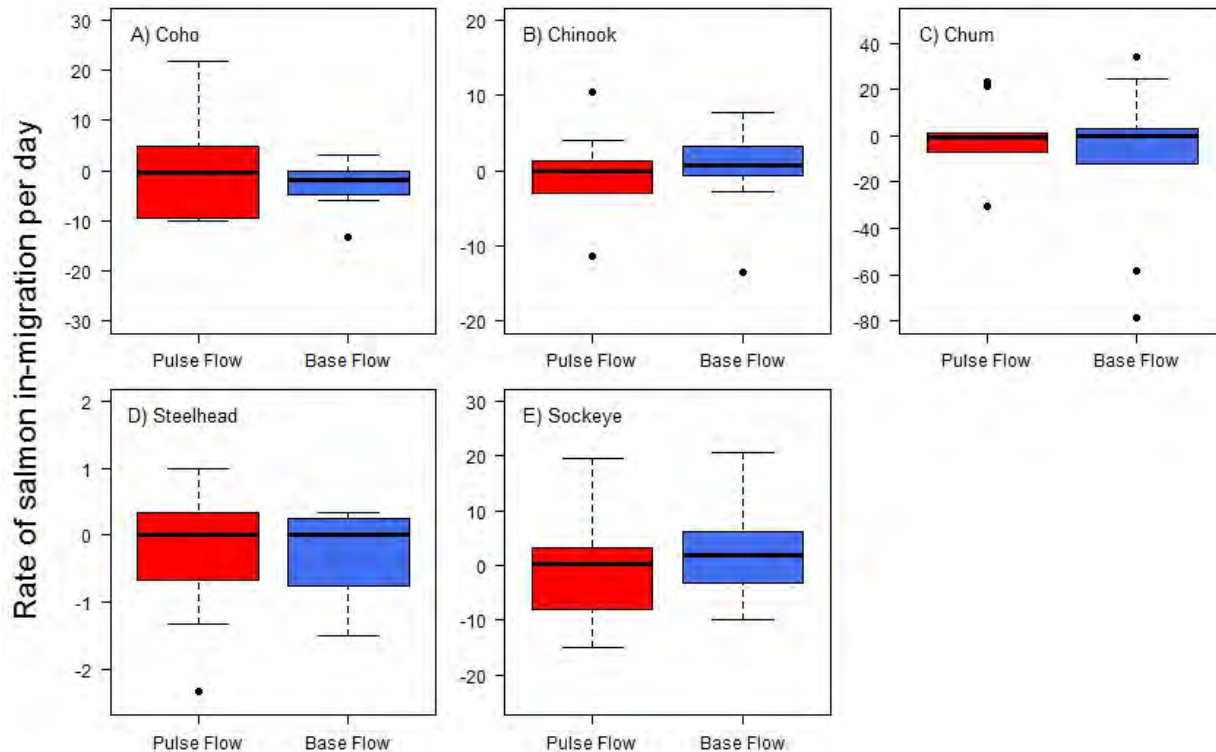 Rate of salmon in-migration per day
A) Coho
30
20
10
0
-10
-20
-30
Pulse Flow
Base Flow
B) Chinook
20
10
0
-10
-20
Pulse Flow
Base Flow
C) Chum
40
20
0
-20
-40
-60
-80
Pulse Flow
Base Flow
D) Steelhead
2
1
0
-1
-2
Pulse Flow
Base Flow
E) Sockeye
30
20
10
0
-10
-20
Pulse Flow
Base Flow